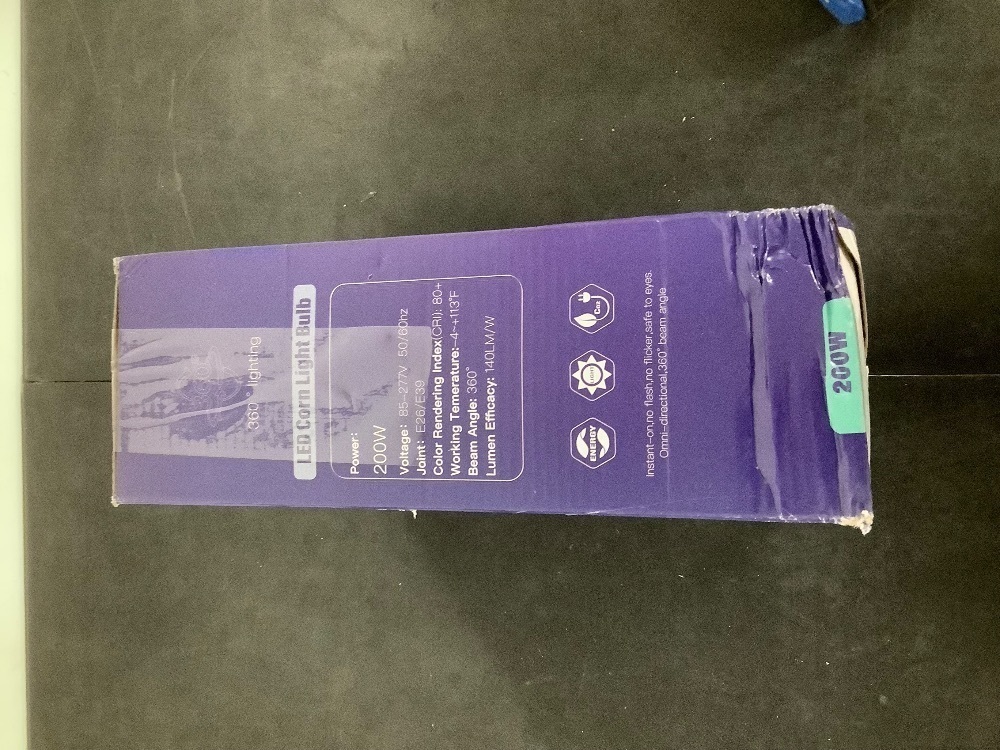 360° lighting
LED Corn Light Bulb
Power:
200W
Voltage: 85-277V 50/60hz
Joint: E26/E39
Color Rendering Index(CRI): 80+
Working Temerature:-4~+113°F
Beam Angle: 360°
Lumen Efficacy: 140LM/W
ENERGY
LIGHT
Co2
Instant-on,no flash,no flicker,safe to eyes.
Omni-directional,360° beam angle
200W